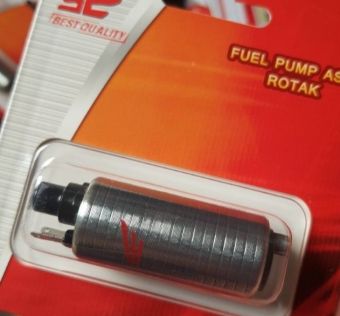 BEST QUALITY
FUEL PUMP AS
ROTAK